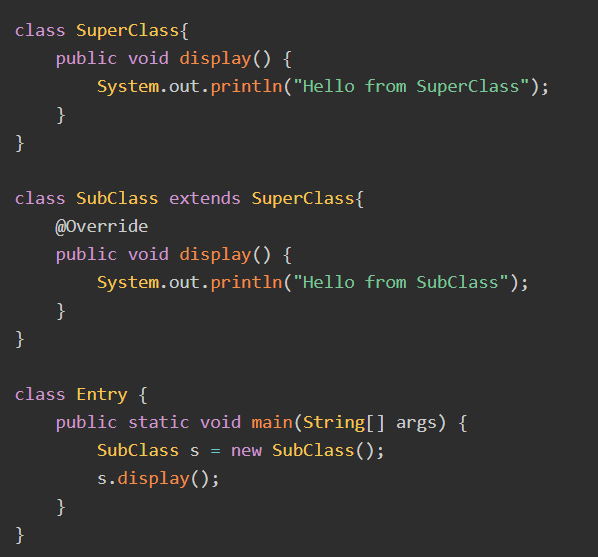 class SuperClass{
    public void display() {
        System.out.println("Hello from SuperClass");
    }
}

class SubClass extends SuperClass{
    @Override
    public void display() {
        System.out.println("Hello from SubClass");
    }
}

class Entry {
    public static void main(String[] args) {
        SubClass s = new SubClass();
        s.display();
    }
}